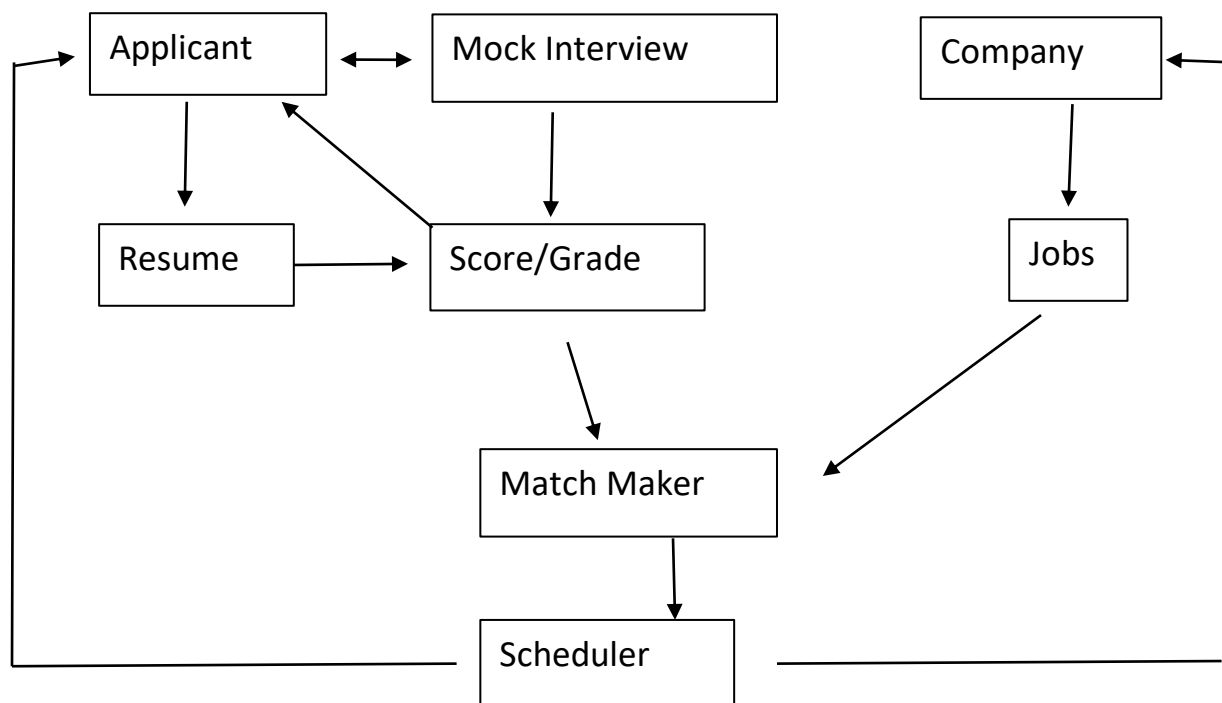 Applicant
Mock Interview
Company
Resume
Score/Grade
Jobs
Match Maker
Scheduler